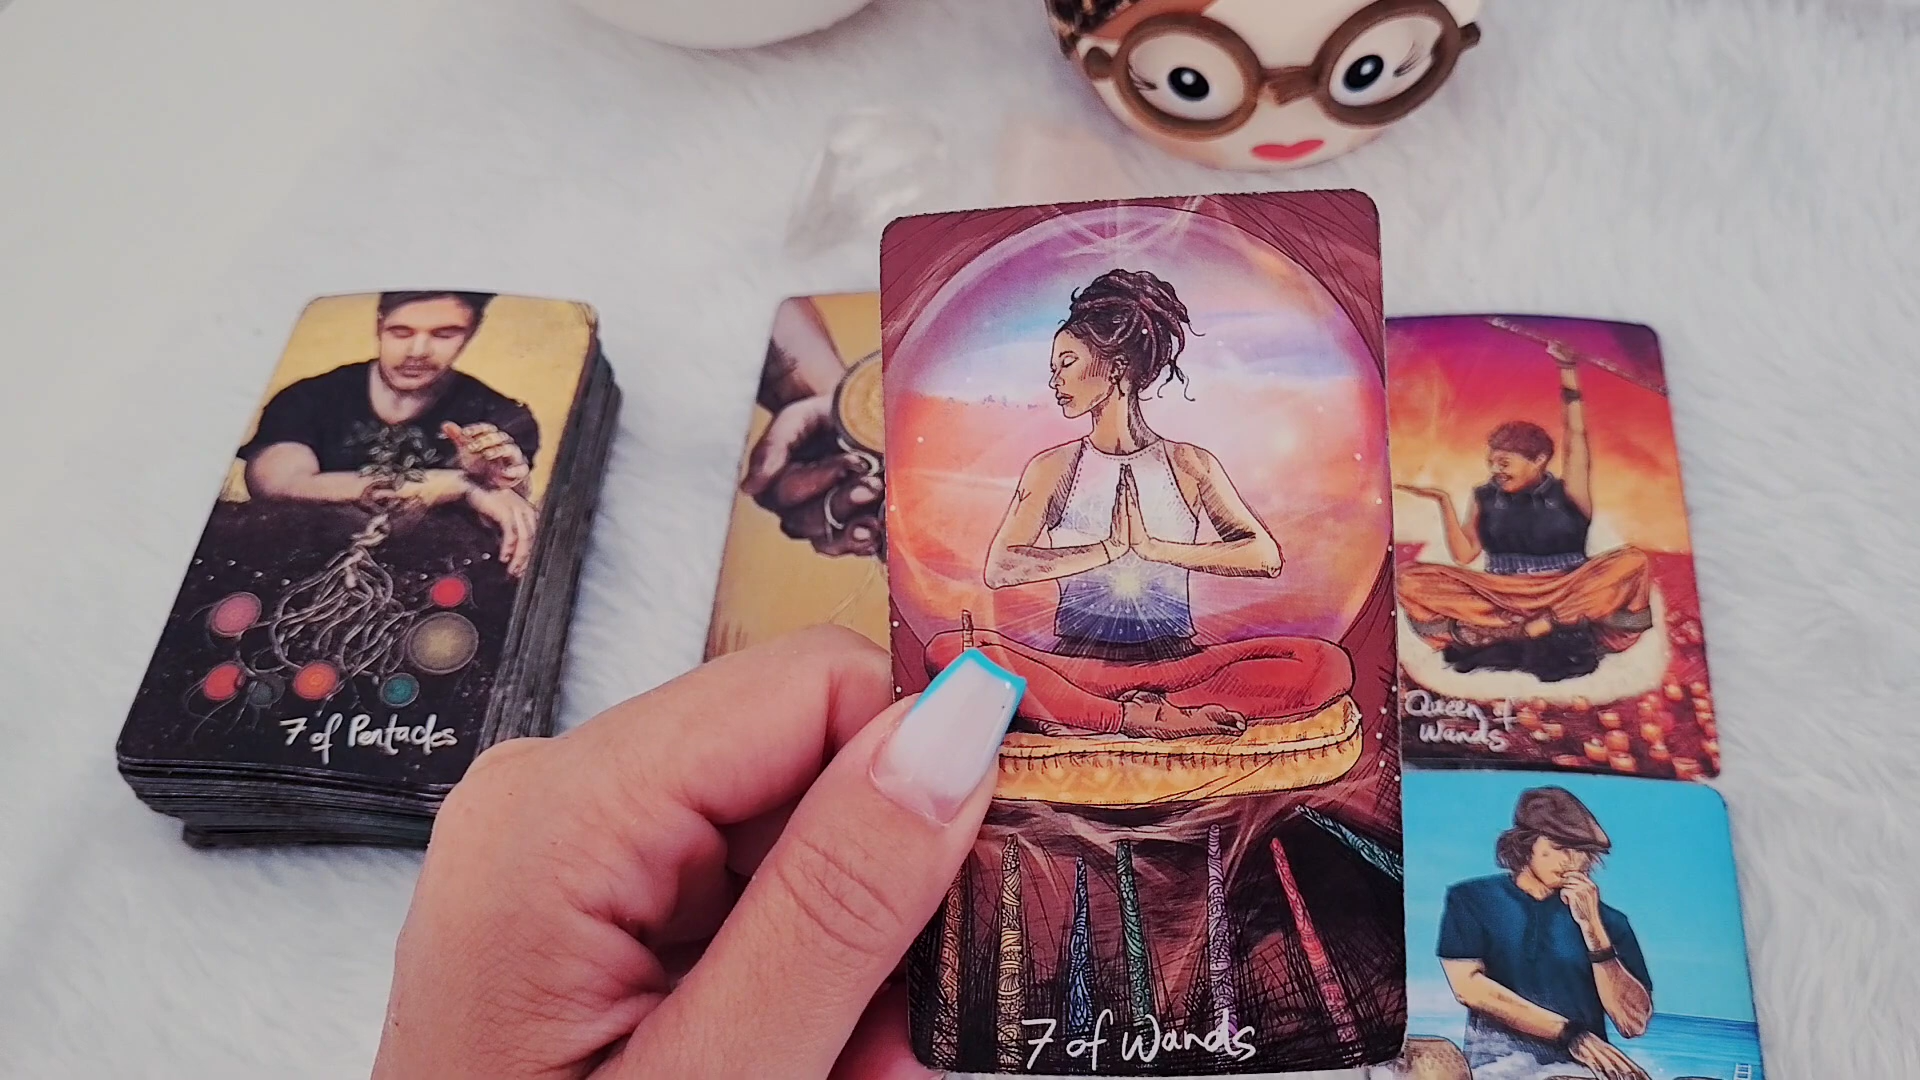 7 of Pentacles
Queen of
Wands
7 of Wands